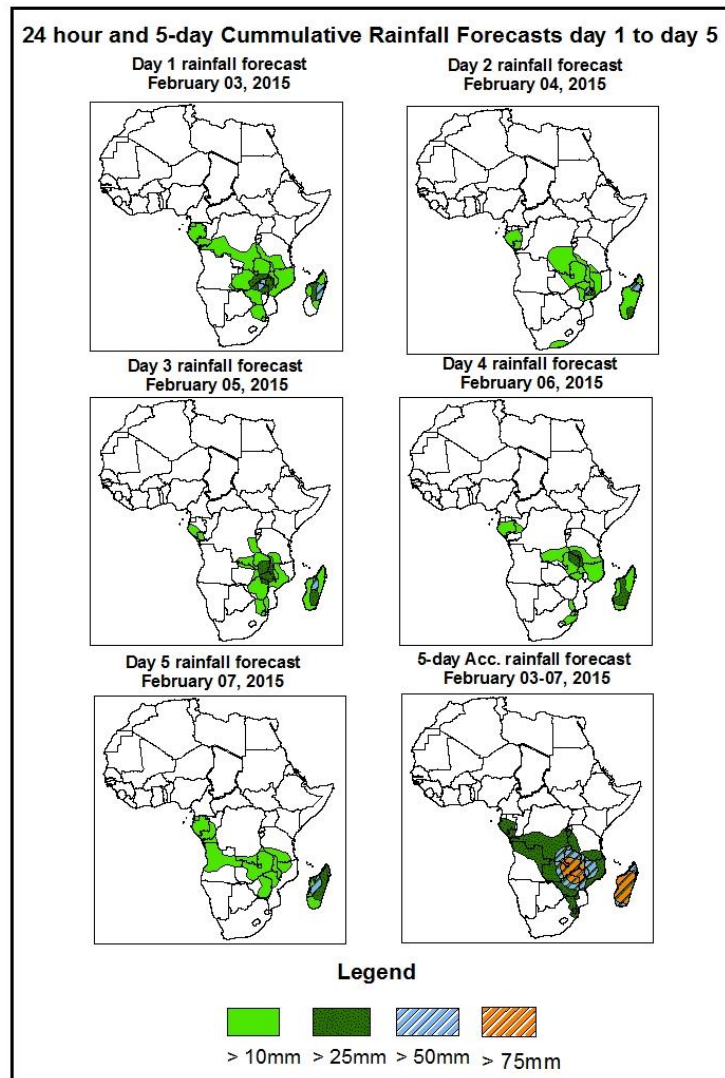 24 hour and 5-day Cummulative Rainfall Forecasts day 1 to day 5
Day 1 rainfall forecast
February 03, 2015
Day 2 rainfall forecast
February 04, 2015
Day 3 rainfall forecast
February 05, 2015
Day 4 rainfall forecast
February 06, 2015
Day 5 rainfall forecast
February 07, 2015
5-day Acc. rainfall forecast
February 03-07, 2015
Legend
> 10mm > 25mm > 50mm > 75mm